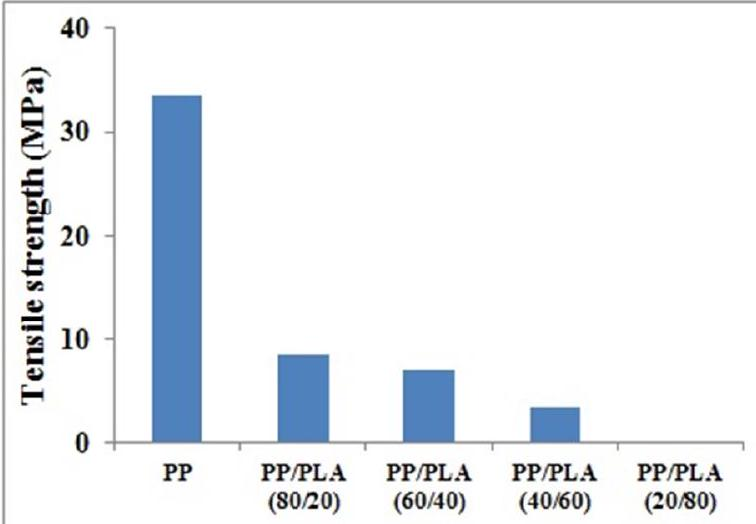 Tensile strength (MPa)
40
30
20
10
0
PP
PP/PLA
(80/20)
PP/PLA
(60/40)
PP/PLA
(40/60)
PP/PLA
(20/80)